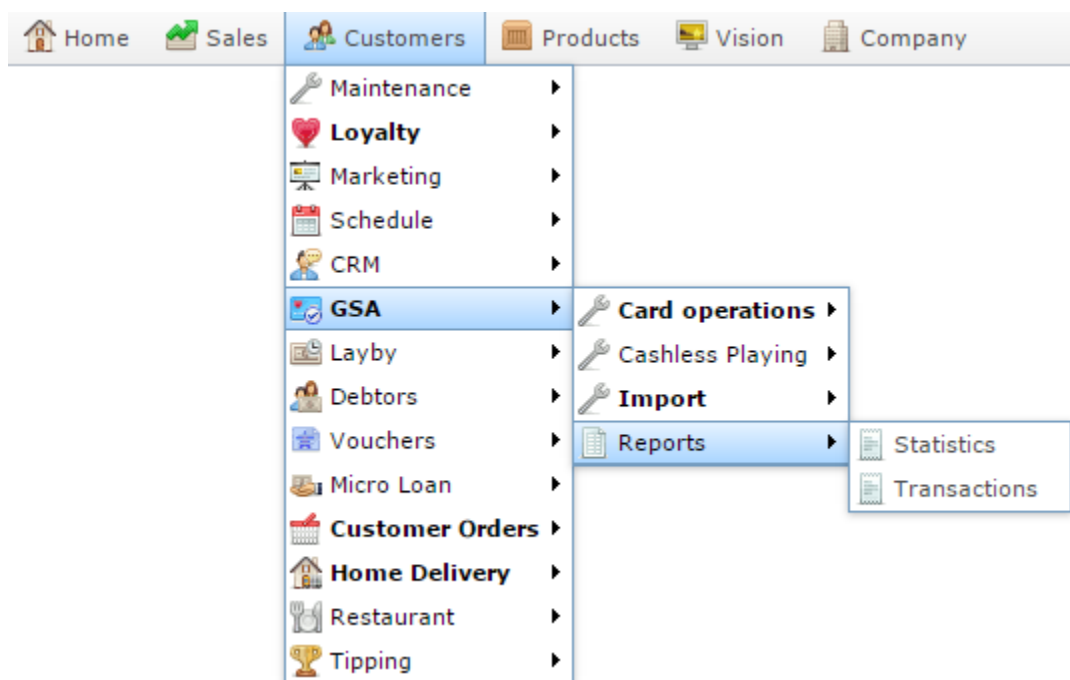 Home Sales Customers Products Vision Company
Maintenance
Loyalty
Marketing
Schedule
CRM
GSA
Layby
Debtors
Vouchers
Micro Loan
Customer Orders
Home Delivery
Restaurant
Tipping
Card operations
Cashless Playing
Import
Reports
Statistics
Transactions